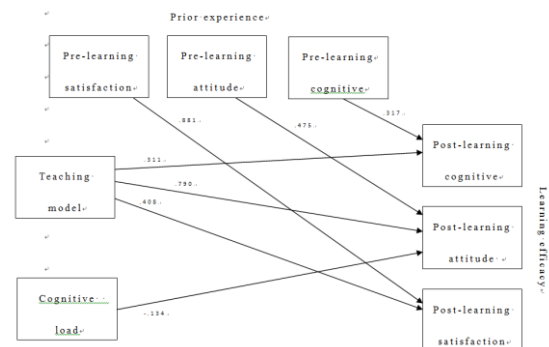 Prior experience
Pre-learning
satisfaction
Pre-learning
attitude
Pre-learning
cognitive
.317
.475
.881
Post-learning
cognitive
.311
Teaching
model
.790
.408
Post-learning
attitude
Learning efficacy
Cognitive
load
-.134
Post-learning
satisfaction